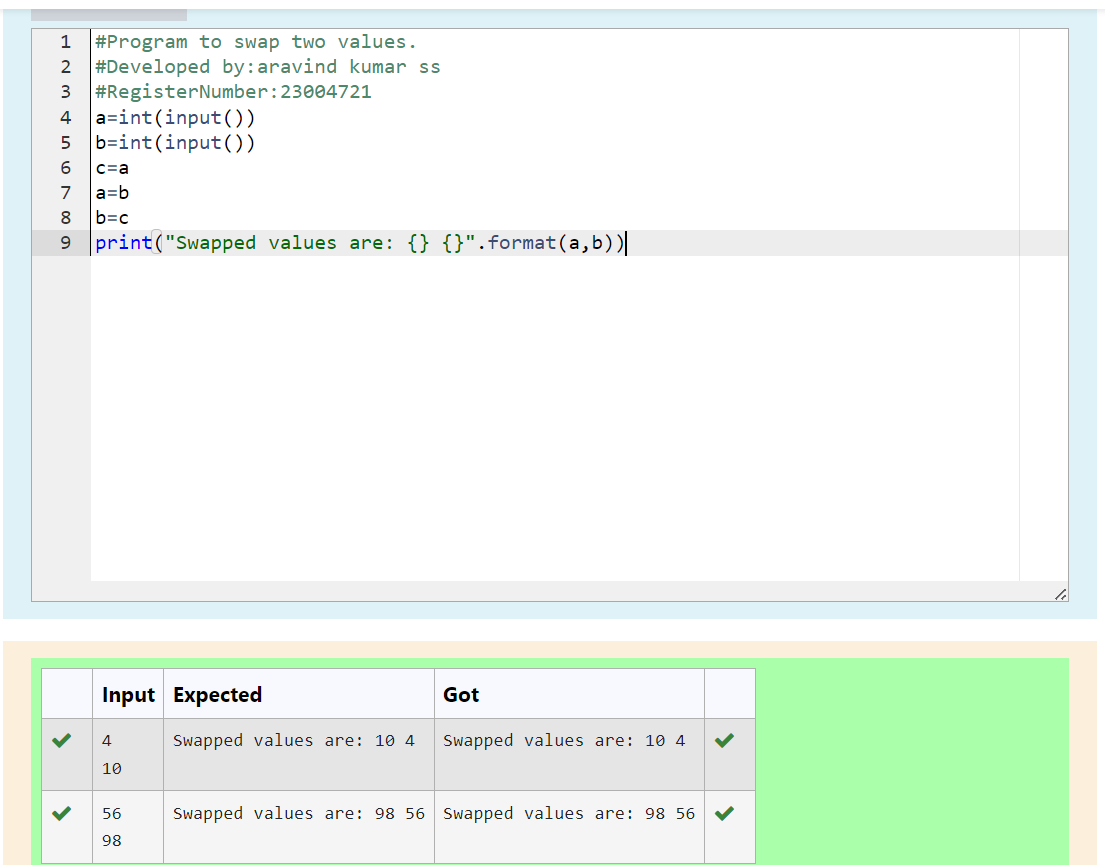 1 #Program to swap two values.
2 #Developed by:aravind kumar ss
3 #RegisterNumber:23004721
4 a=int(input())
5 b=int(input())
6 c=a
7 a=b
8 b=c
9 print("Swapped values are: {} {}".format(a,b))
Input Expected Got
4 Swapped values are: 10 4 Swapped values are: 10 4
10
56 Swapped values are: 98 56 Swapped values are: 98 56
98